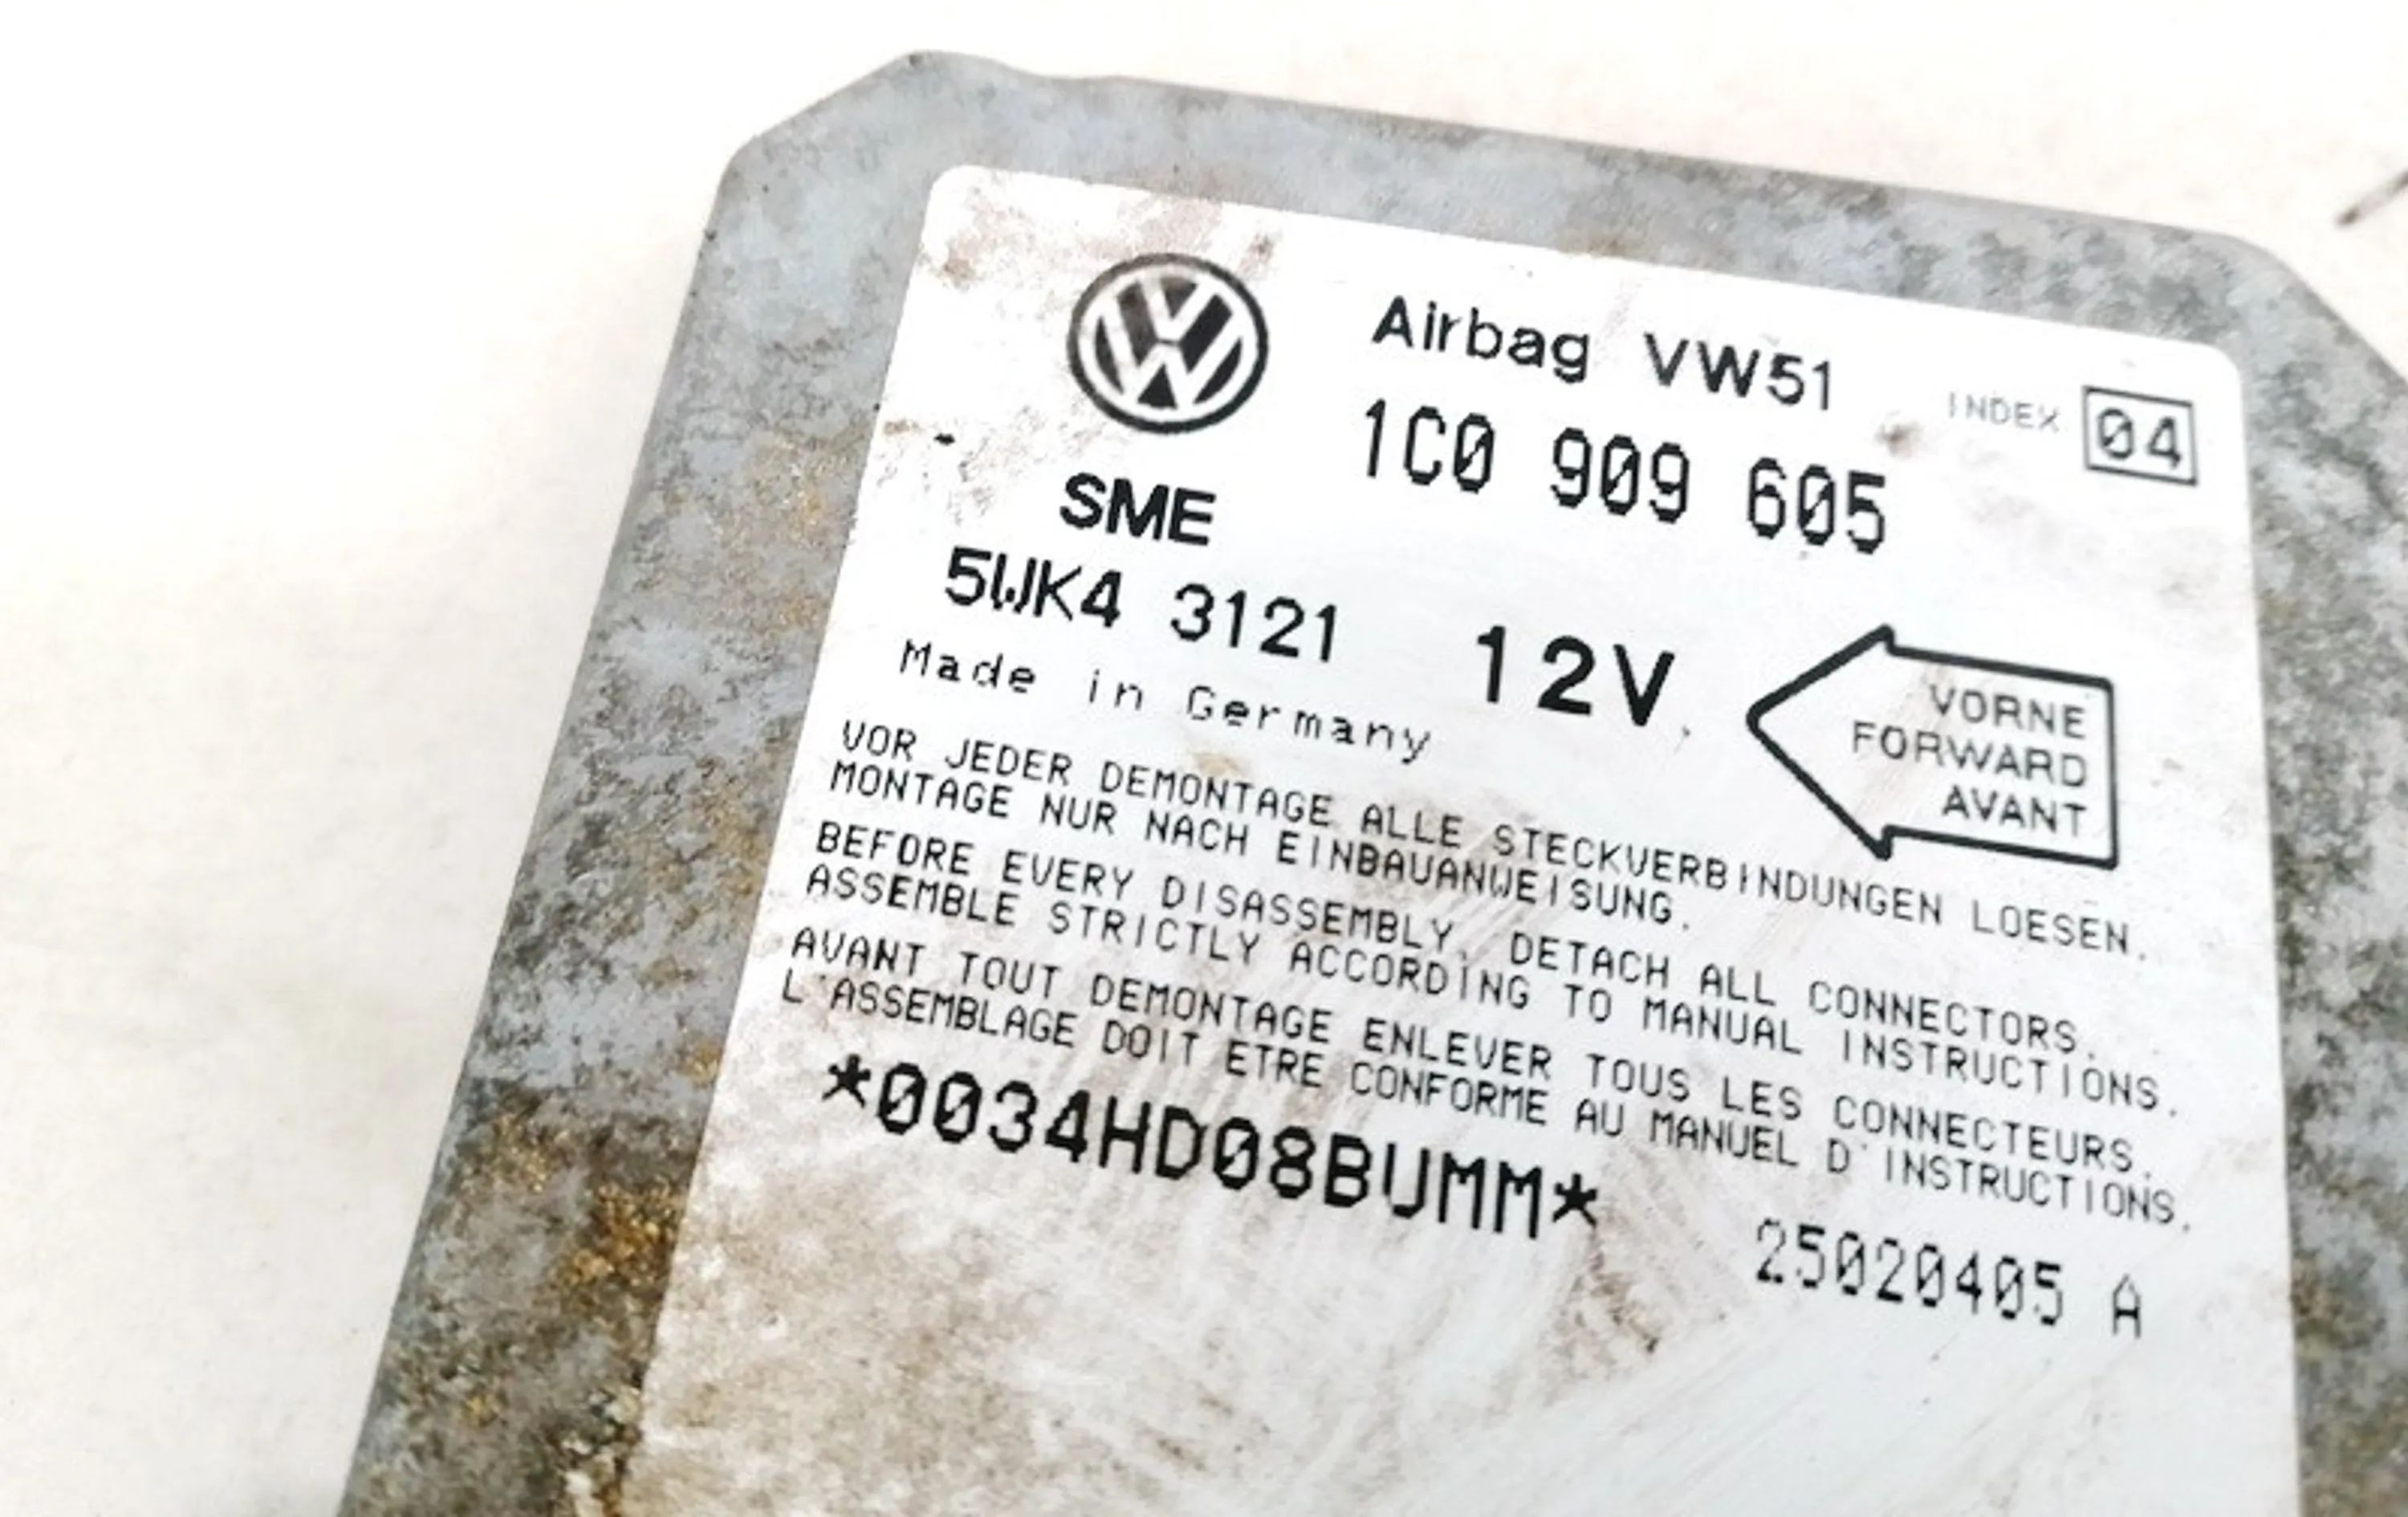 Airbag VW51
INDEX 04
1C0 909 605
SME
5WK4 3121
12V
Made in Germany
VORNE
FORWARD
AVANT
VOR JEDER DEMONTAGE ALLE STECKVERBINDUNGEN LOESEN.
MONTAGE NUR NACH EINBAUANWEISUNG.
BEFORE EVERY DISASSEMBLY, DETACH ALL CONNECTORS.
ASSEMBLE STRICTLY ACCORDING TO MANUAL INSTRUCTIONS.
AVANT TOUT DEMONTAGE ENLEVER TOUS LES CONNECTEURS.
L'ASSEMBLAGE DOIT ETRE CONFORME AU MANUEL D'INSTRUCTIONS.
*0034HD08BUMM*
25020405 A